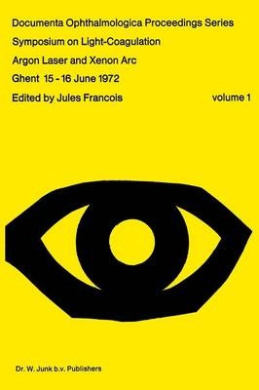 Documenta Ophthalmologica Proceedings Series
Symposium on Light-Coagulation
Argon Laser and Xenon Arc
Ghent 15-16 June 1972
Edited by Jules Francois volume 1
Dr. W. Junk b.v. Publishers